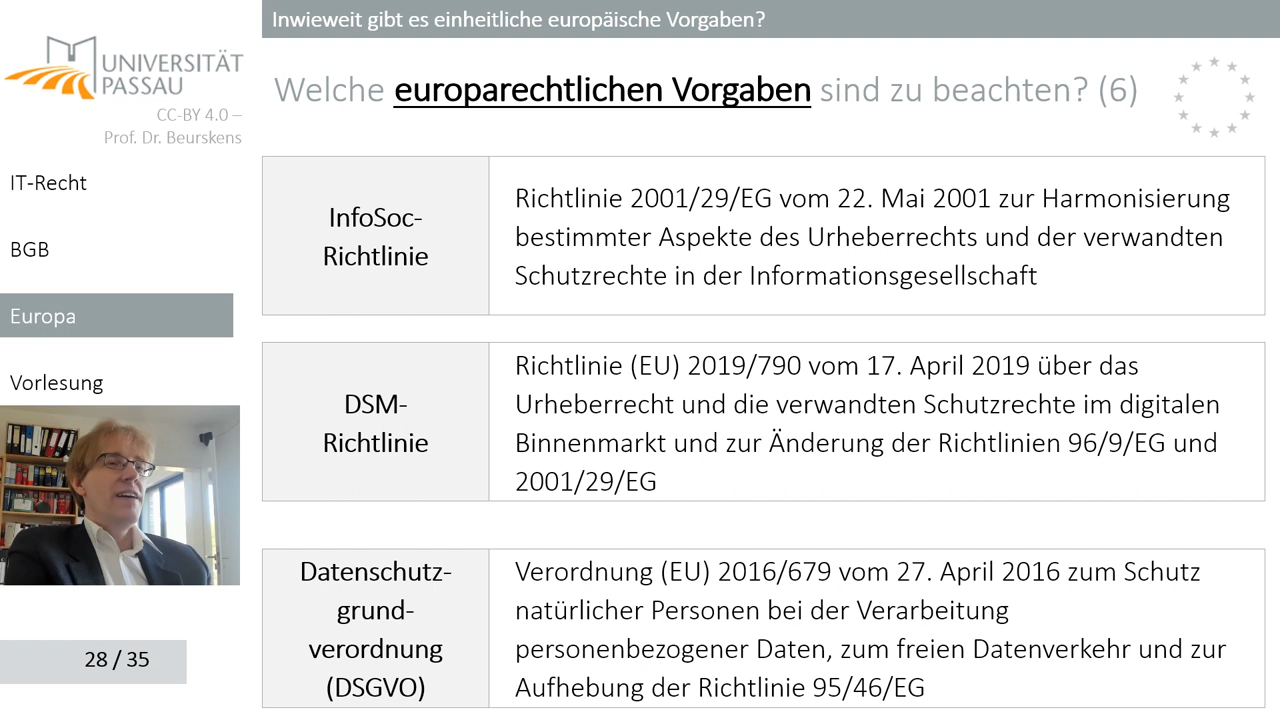 Inwieweit gibt es einheitliche europäische Vorgaben?
UNIVERSITÄT
PASSAU
CC-BY 4.0 –
Prof. Dr. Beurskens
Welche europarechtlichen Vorgaben sind zu beachten? (6)
IT-Recht
BGB
Europa
Vorlesung
28 / 35
InfoSoc-
Richtlinie
Richtlinie 2001/29/EG vom 22. Mai 2001 zur Harmonisierung
bestimmter Aspekte des Urheberrechts und der verwandten
Schutzrechte in der Informationsgesellschaft
DSM-
Richtlinie
Richtlinie (EU) 2019/790 vom 17. April 2019 über das
Urheberrecht und die verwandten Schutzrechte im digitalen
Binnenmarkt und zur Änderung der Richtlinien 96/9/EG und
2001/29/EG
Datenschutz-
grund-
verordnung
(DSGVO)
Verordnung (EU) 2016/679 vom 27. April 2016 zum Schutz
natürlicher Personen bei der Verarbeitung
personenbezogener Daten, zum freien Datenverkehr und zur
Aufhebung der Richtlinie 95/46/EG